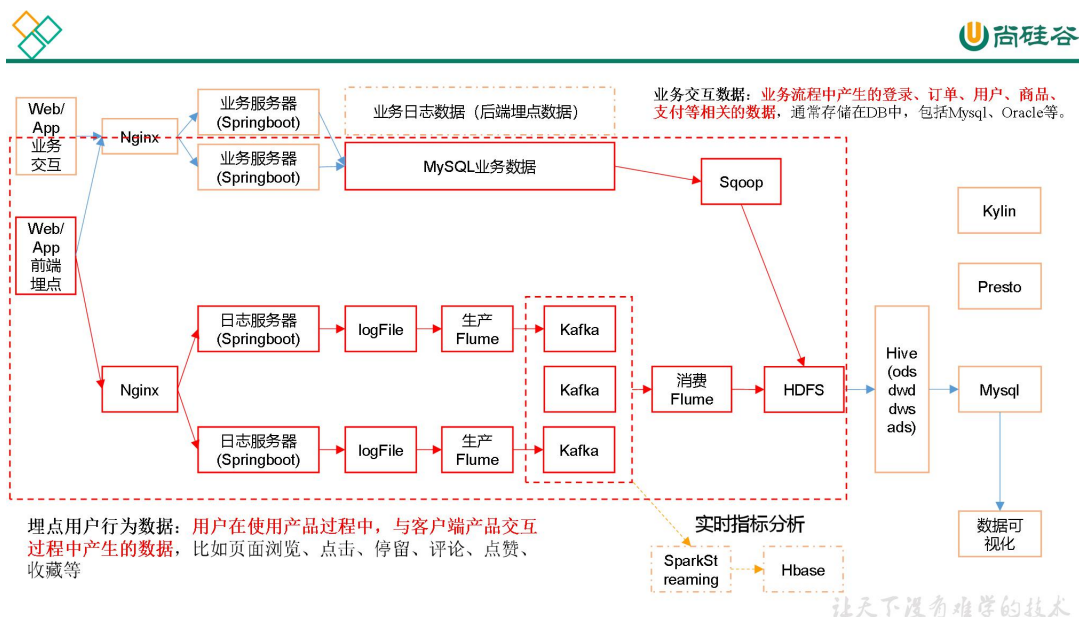 尚硅谷
业务交互数据：业务流程中产生的登录、订单、用户、商品、
支付等相关的数据，通常存储在DB中，包括Mysql、Oracle等。
Web/
App
业务
交互
Nginx
业务服务器
(Springboot)
业务服务器
(Springboot)
业务日志数据（后端埋点数据）
MySQL业务数据
Sqoop
Kylin
Presto
Web/
App
前端
埋点
Nginx
日志服务器
(Springboot)
logFile
生产
Flume
Kafka
Kafka
消费
Flume
HDFS
Hive
(ods
dwd
dws
ads)
Mysql
日志服务器
(Springboot)
logFile
生产
Flume
Kafka
埋点用户行为数据：用户在使用产品过程中，与客户端产品交互
过程中产生的数据，比如页面浏览、点击、停留、评论、点赞、
收藏等
实时指标分析
SparkSt
reaming
Hbase
数据可
视化
让天下没有难学的技术